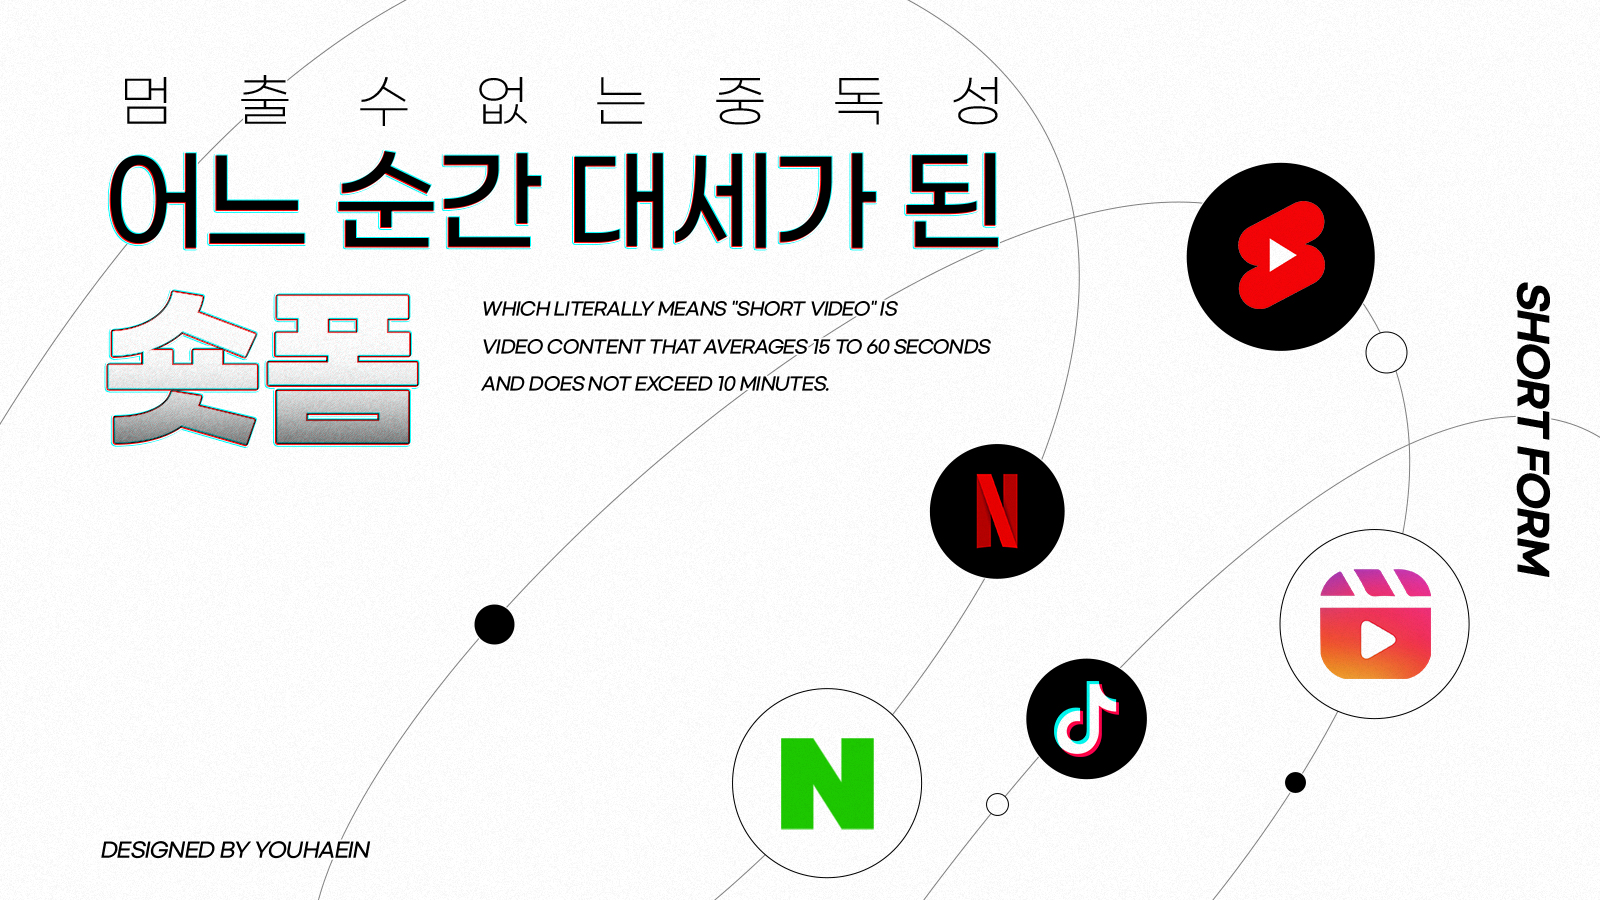 멈출수없는중독성
어느 순간 대세가 된
숏폼
WHICH LITERALLY MEANS "SHORT VIDEO" IS
VIDEO CONTENT THAT AVERAGES 15 TO 60 SECONDS
AND DOES NOT EXCEED 10 MINUTES.
SHORT FORM
N
N
DESIGNED BY YOUHAEIN